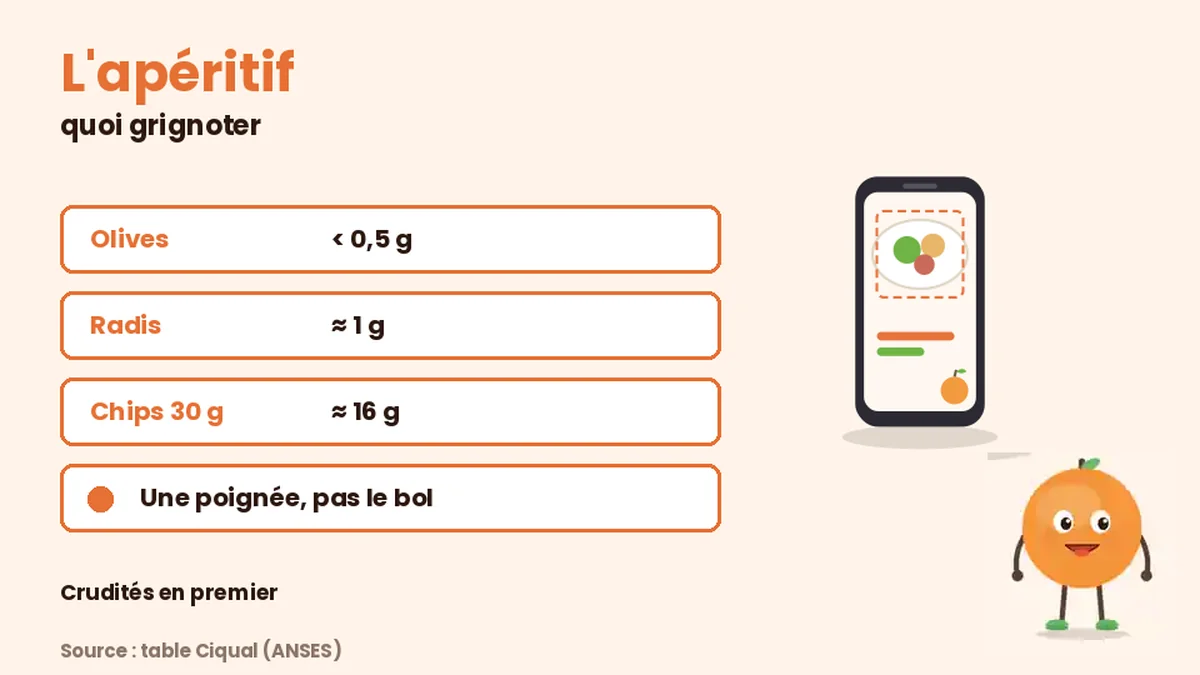 L'apéritif
quoi grignoter
Olives < 0,5 g
Radis ≈ 1 g
Chips 30 g ≈ 16 g
Une poignée, pas le bol
Crudités en premier
Source : table Ciqual (ANSES)